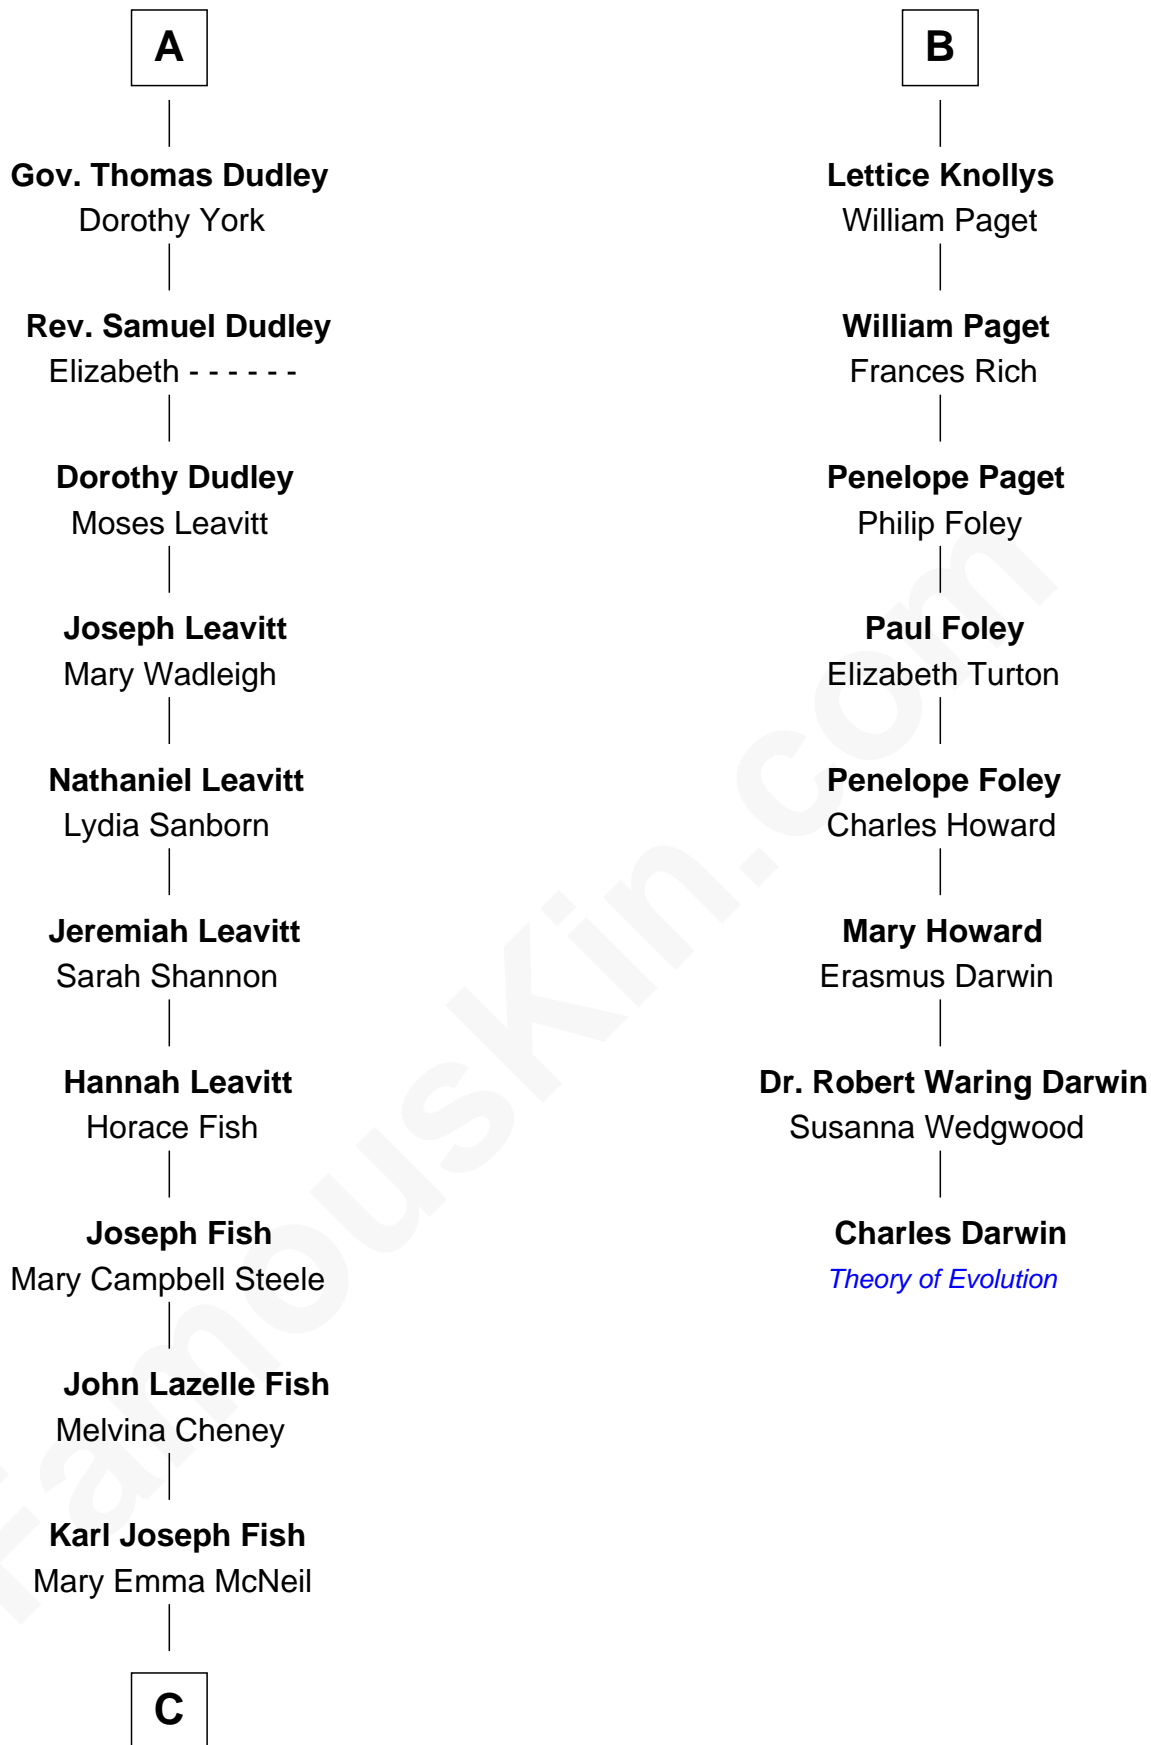 A
Gov. Thomas Dudley
Dorothy York
Rev. Samuel Dudley
Elizabeth - - - - - -
Dorothy Dudley
Moses Leavitt
Joseph Leavitt
Mary Wadleigh
Nathaniel Leavitt
Lydia Sanborn
Jeremiah Leavitt
Sarah Shannon
Hannah Leavitt
Horace Fish
Joseph Fish
Mary Campbell Steele
John Lazelle Fish
Melvina Cheney
Karl Joseph Fish
Mary Emma McNeil
C
B
Lettice Knollys
William Paget
William Paget
Frances Rich
Penelope Paget
Philip Foley
Paul Foley
Elizabeth Turton
Penelope Foley
Charles Howard
Mary Howard
Erasmus Darwin
Dr. Robert Waring Darwin
Susanna Wedgwood
Charles Darwin
Theory of Evolution
FamousKin.com